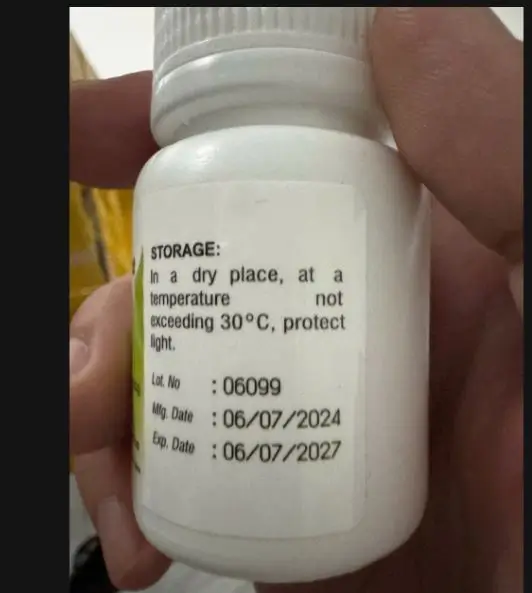 STORAGE:
In a dry place, at a
temperature not
exceeding 30°C, protect
light.
Lot. No : 06099
Mfg. Date : 06/07/2024
Exp. Date : 06/07/2027